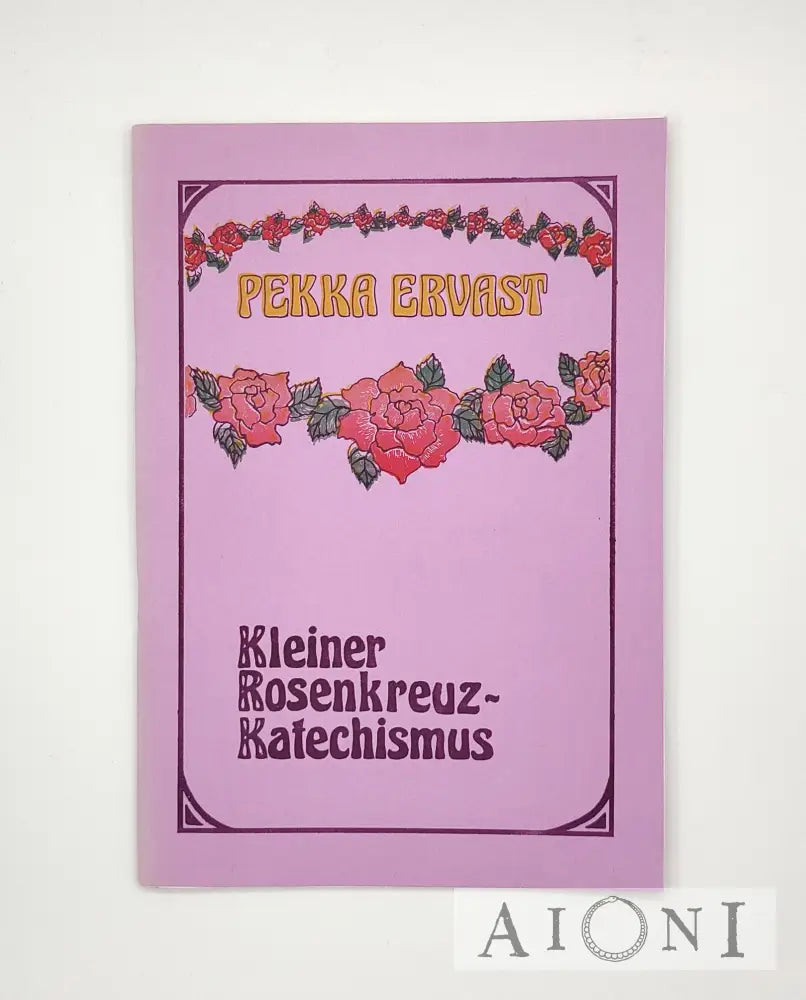 PEKKA ERVAST
Kleiner
Rosenkreuz-
Katechismus
AIONI